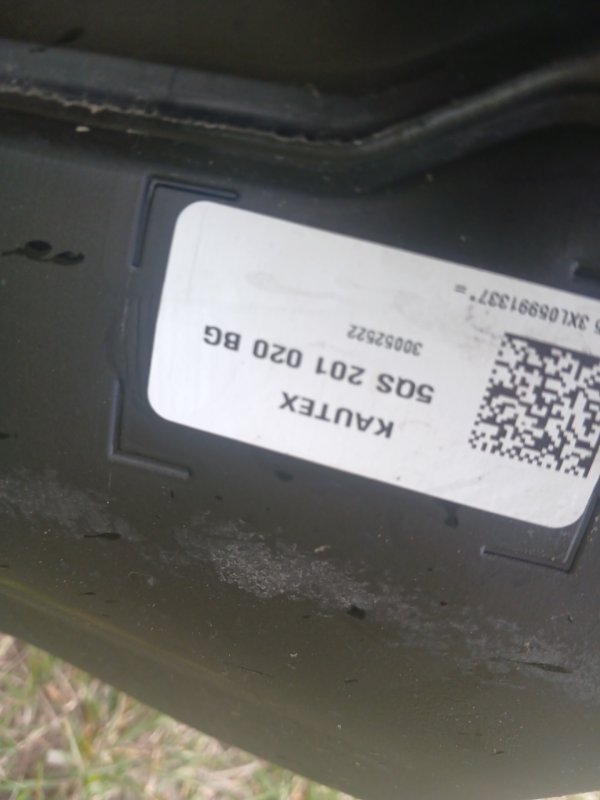 KAUTEX
5QS 201 020 BG
30052522
3XL05991337*=